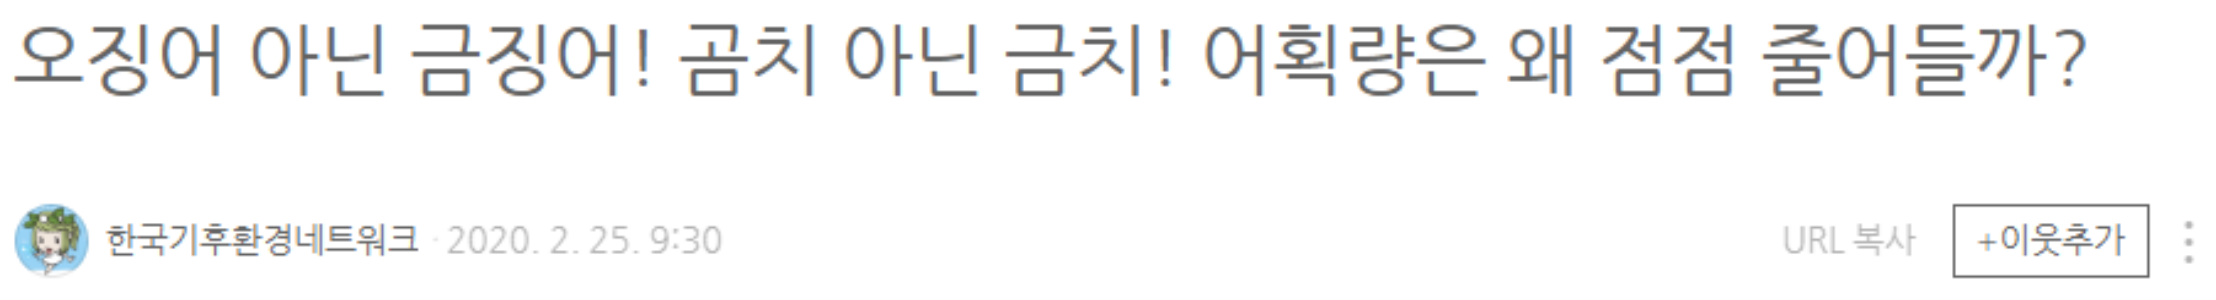 오징어 아닌 금징어! 곰치 아닌 금치! 어획량은 왜 점점 줄어들까?
한국기후환경네트워크 · 2020. 2. 25. 9:30 URL 복사 +이웃추가